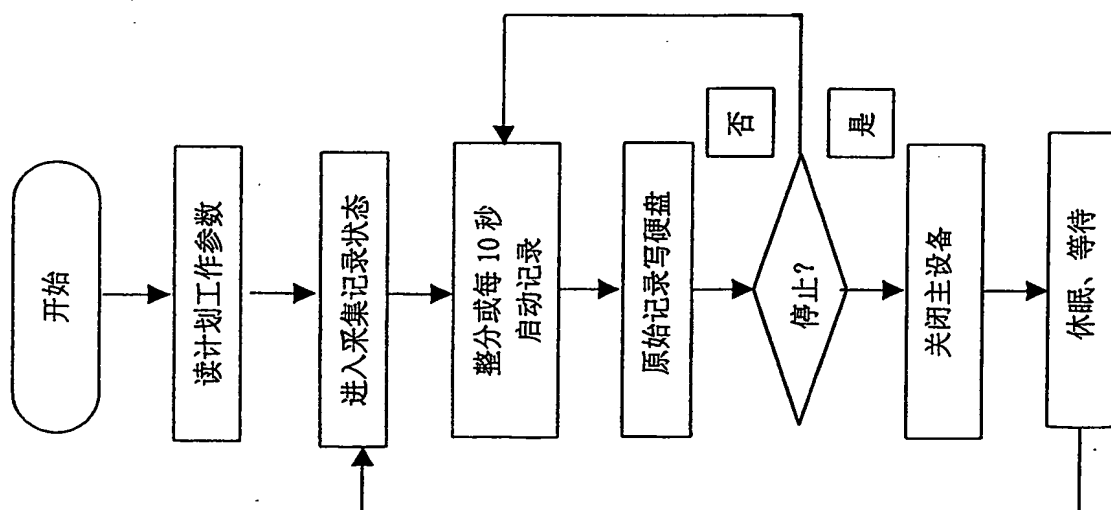 开始
读计划工作参数
进入采集记录状态
整分或每10秒
启动记录
原始记录写硬盘
停止?
否
是
关闭主设备
休眠、等待